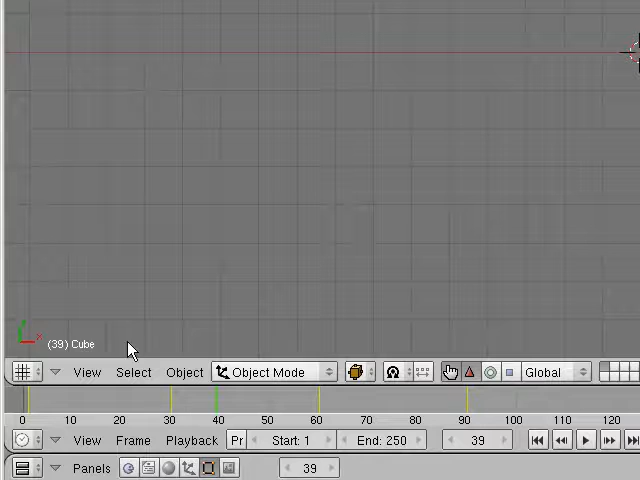 (39) Cube
View Select Object Object Mode Global
0 10 20 30 40 50 60 70 80 90 100 110 120
View Frame Playback Pr Start: 1 End: 250 39
Panels 39